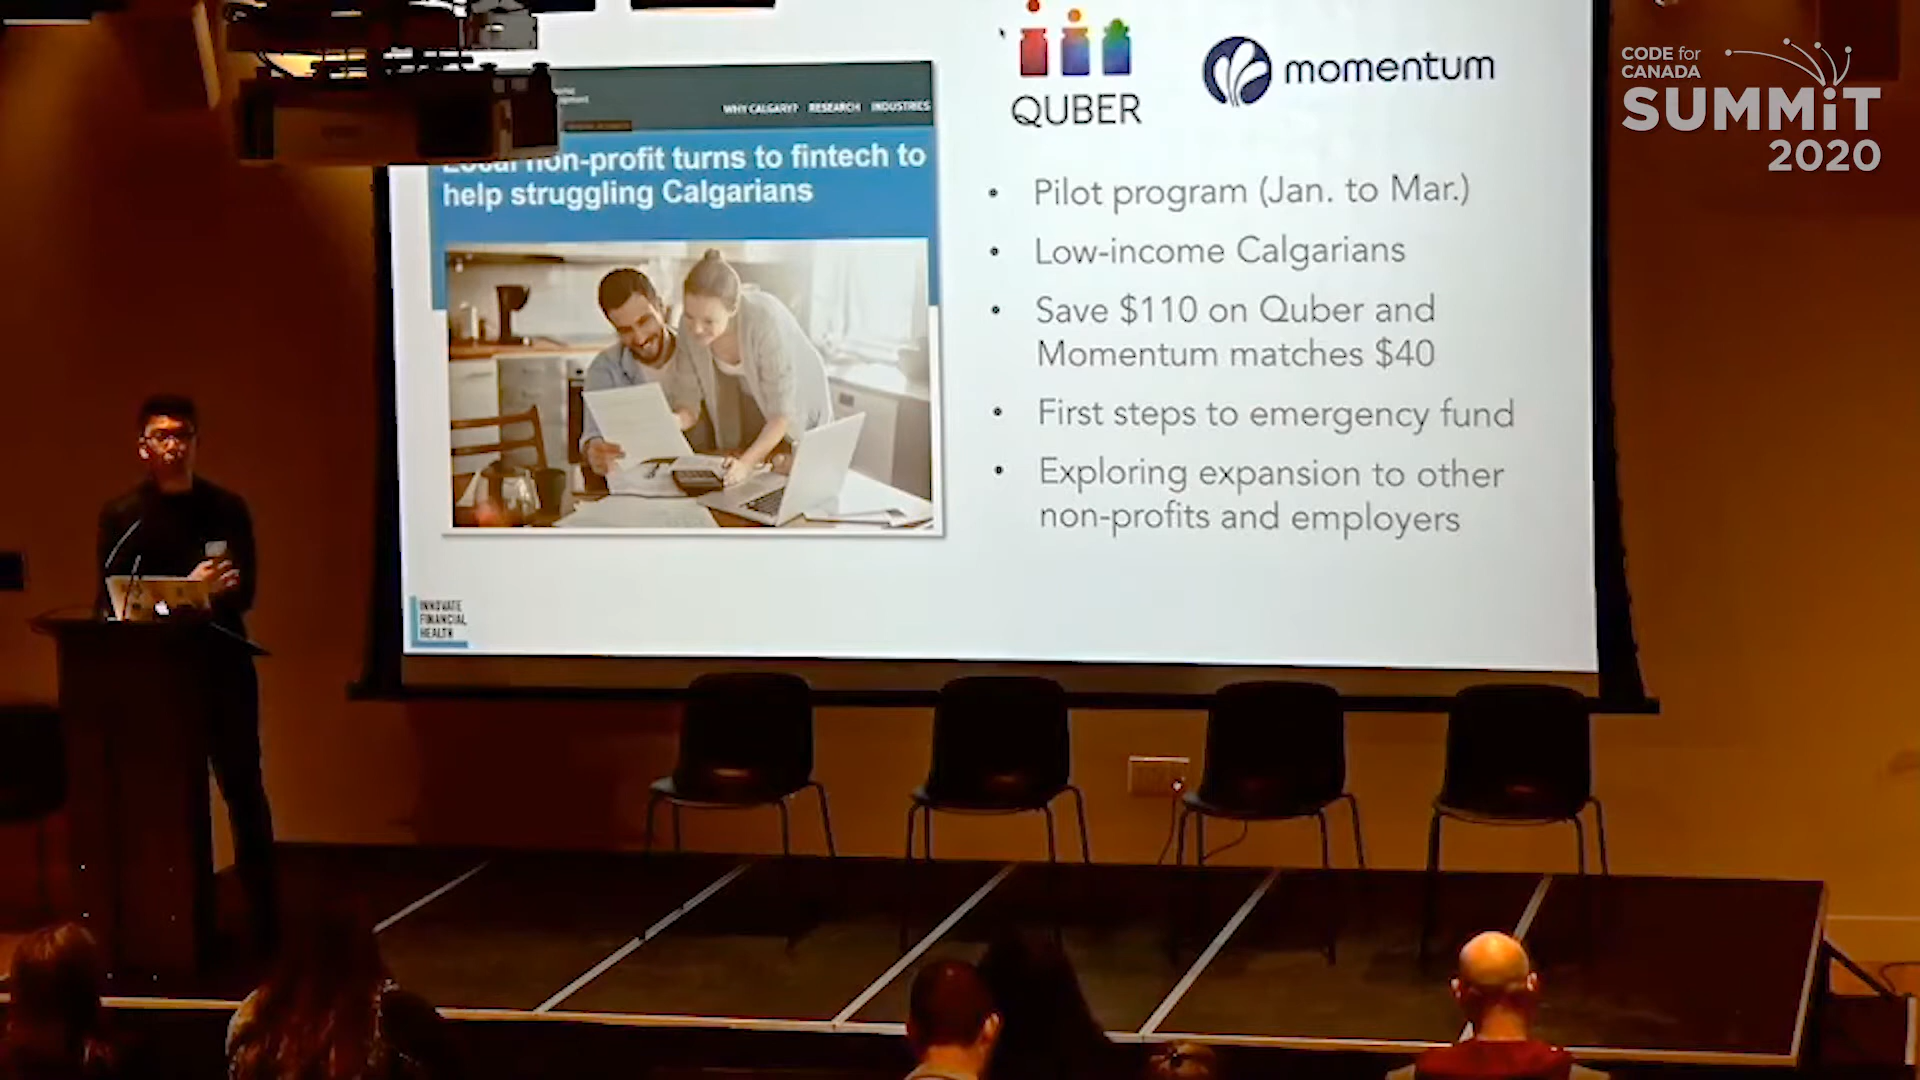 WHY CALGARY? RESEARCH INDUSTRIES
Local non-profit turns to fintech to
help struggling Calgarians
QUBER
momentum
• Pilot program (Jan. to Mar.)
• Low-income Calgarians
• Save $110 on Quber and
Momentum matches $40
• First steps to emergency fund
• Exploring expansion to other
non-profits and employers
INNOVATE
FINANCIAL
HEALTH
CODE for
CANADA
SUMMiT
2020